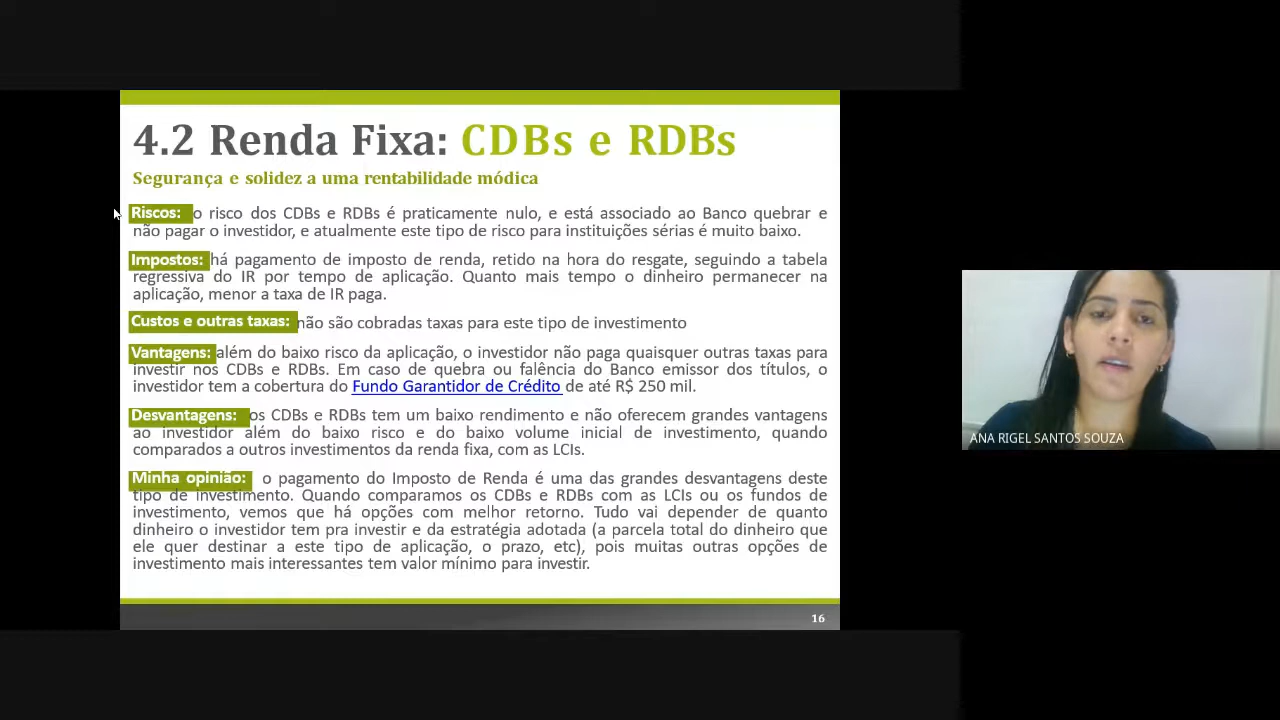 4.2 Renda Fixa: CDBs e RDBs
Segurança e solidez a uma rentabilidade módica
Riscos: o risco dos CDBs e RDBs é praticamente nulo, e está associado ao Banco quebrar e
não pagar o investidor, e atualmente este tipo de risco para instituições sérias é muito baixo.
Impostos: há pagamento de imposto de renda, retido na hora do resgate, seguindo a tabela
regressiva do IR por tempo de aplicação. Quanto mais tempo o dinheiro permanecer na
aplicação, menor a taxa de IR paga.
Custos e outras taxas: não são cobradas taxas para este tipo de investimento
Vantagens: além do baixo risco da aplicação, o investidor não paga quaisquer outras taxas para
investir nos CDBs e RDBs. Em caso de quebra ou falência do Banco emissor dos títulos, o
investidor tem a cobertura do Fundo Garantidor de Crédito de até R$ 250 mil.
Desvantagens: os CDBs e RDBs tem um baixo rendimento e não oferecem grandes vantagens
ao investidor além do baixo risco e do baixo volume inicial de investimento, quando
comparados a outros investimentos da renda fixa, com as LCIs.
Minha opinião: o pagamento do Imposto de Renda é uma das grandes desvantagens deste
tipo de investimento. Quando comparamos os CDBs e RDBs com as LCIs ou os fundos de
investimento, vemos que há opções com melhor retorno. Tudo vai depender de quanto
dinheiro o investidor tem pra investir e da estratégia adotada (a parcela total do dinheiro que
ele quer destinar a este tipo de aplicação, o prazo, etc), pois muitas outras opções de
investimento mais interessantes tem valor mínimo para investir.
16
ANA RIGEL SANTOS SOUZA